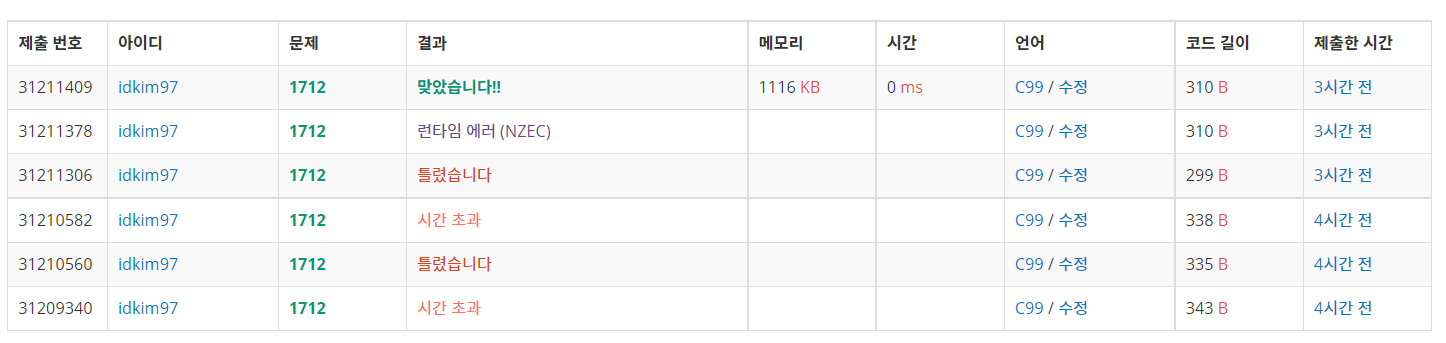 제출 번호 아이디 문제 결과 메모리 시간 언어 코드 길이 제출한 시간
31211409 idkim97 1712 맞았습니다!! 1116 KB 0 ms C99 / 수정 310 B 3시간 전
31211378 idkim97 1712 런타임 에러 (NZEC) C99 / 수정 310 B 3시간 전
31211306 idkim97 1712 틀렸습니다 C99 / 수정 299 B 3시간 전
31210582 idkim97 1712 시간 초과 C99 / 수정 338 B 4시간 전
31210560 idkim97 1712 틀렸습니다 C99 / 수정 335 B 4시간 전
31209340 idkim97 1712 시간 초과 C99 / 수정 343 B 4시간 전